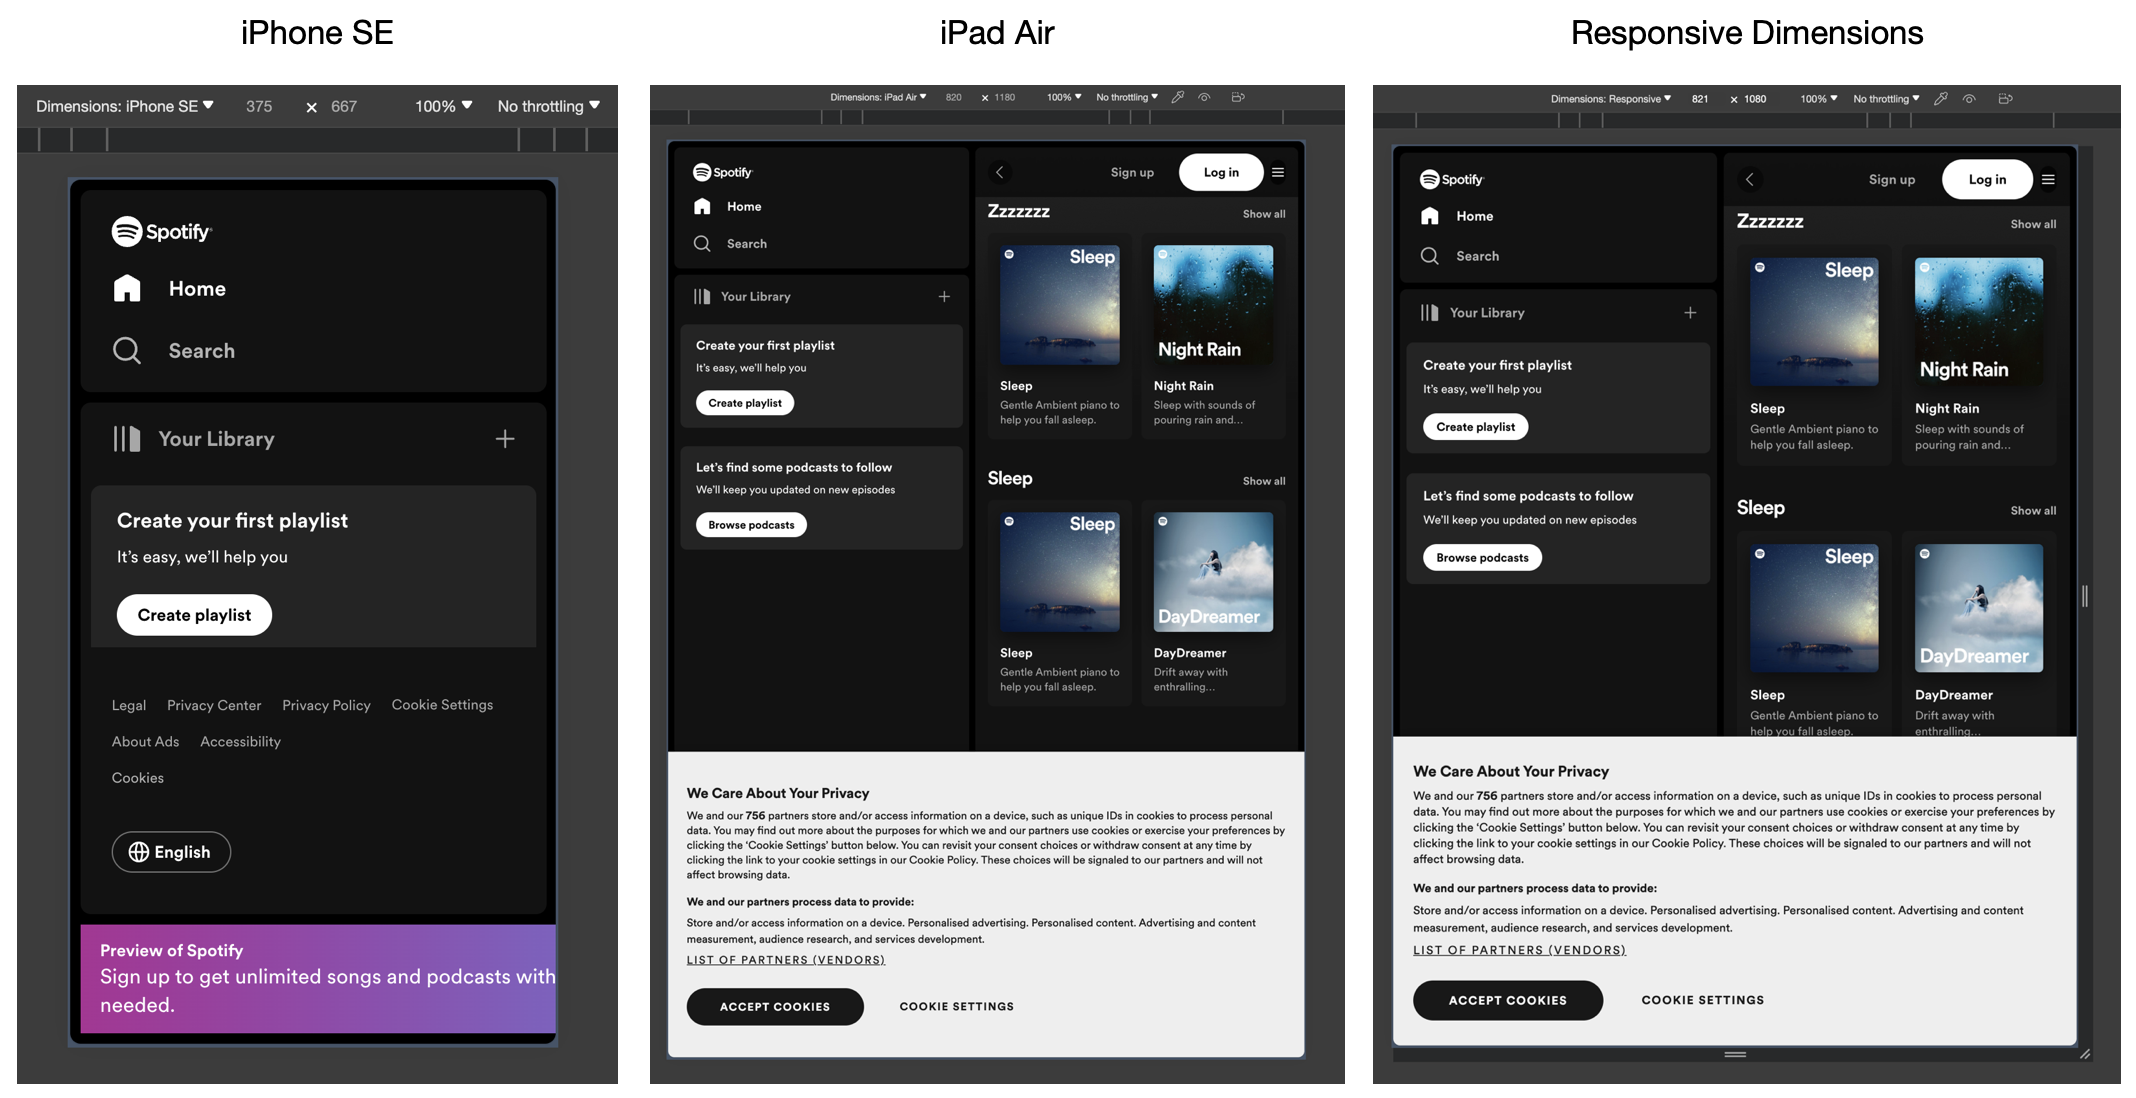 iPhone SE
Dimensions: iPhone SE 375 × 667 100% No throttling
Spotify
Home
Search
Your Library
Create your first playlist
It's easy, we'll help you
Create playlist
Legal Privacy Center Privacy Policy Cookie Settings
About Ads Accessibility
Cookies
English
Preview of Spotify
Sign up to get unlimited songs and podcasts with
needed.
iPad Air
Dimensions: iPad Air 820 × 1180 100% No throttling
Spotify
Home
Search
Your Library
Create your first playlist
It's easy, we'll help you
Create playlist
Let's find some podcasts to follow
We'll keep you updated on new episodes
Browse podcasts
Sign up Log in
Zzzzzzz Show all
Sleep
Night Rain
Sleep
Gentle Ambient piano to
help you fall asleep.
Night Rain
Sleep with sounds of
pouring rain and...
Sleep Show all
Sleep
DayDreamer
Sleep
Gentle Ambient piano to
help you fall asleep.
DayDreamer
Drift away with
enthralling...
We Care About Your Privacy
We and our 756 partners store and/or access information on a device, such as unique IDs in cookies to process personal
data. You may find out more about the purposes for which we and our partners use cookies or exercise your preferences by
clicking the 'Cookie Settings' button below. You can revisit your consent choices or withdraw consent at any time by
clicking the link to your cookie settings in our Cookie Policy. These choices will be signaled to our partners and will not
affect browsing data.
We and our partners process data to provide:
Store and/or access information on a device. Personalised advertising. Personalised content. Advertising and content
measurement, audience research, and services development.
LIST OF PARTNERS (VENDORS)
ACCEPT COOKIES COOKIE SETTINGS
Responsive Dimensions
Dimensions: Responsive 821 × 1080 100% No throttling
Spotify
Home
Search
Your Library
Create your first playlist
It's easy, we'll help you
Create playlist
Let's find some podcasts to follow
We'll keep you updated on new episodes
Browse podcasts
Sign up Log in
Zzzzzzz Show all
Sleep
Night Rain
Sleep
Gentle Ambient piano to
help you fall asleep.
Night Rain
Sleep with sounds of
pouring rain and...
Sleep Show all
Sleep
DayDreamer
Sleep
Gentle Ambient piano to
help you fall asleep.
DayDreamer
Drift away with
enthralling...
We Care About Your Privacy
We and our 756 partners store and/or access information on a device, such as unique IDs in cookies to process personal
data. You may find out more about the purposes for which we and our partners use cookies or exercise your preferences by
clicking the 'Cookie Settings' button below. You can revisit your consent choices or withdraw consent at any time by
clicking the link to your cookie settings in our Cookie Policy. These choices will be signaled to our partners and will not
affect browsing data.
We and our partners process data to provide:
Store and/or access information on a device. Personalised advertising. Personalised content. Advertising and content
measurement, audience research, and services development.
LIST OF PARTNERS (VENDORS)
ACCEPT COOKIES COOKIE SETTINGS